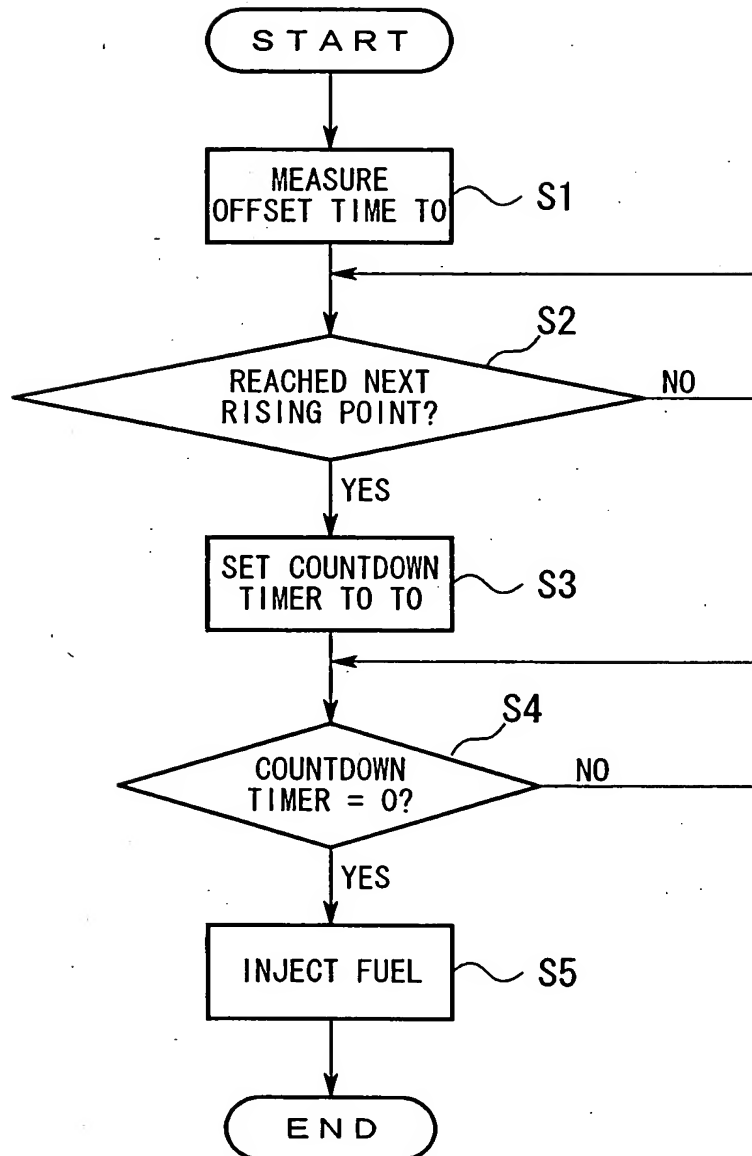 START
MEASURE
OFFSET TIME TO
S1
S2
REACHED NEXT
RISING POINT?
NO
YES
SET COUNTDOWN
TIMER TO TO
S3
S4
COUNTDOWN
TIMER = 0?
NO
YES
INJECT FUEL
S5
END